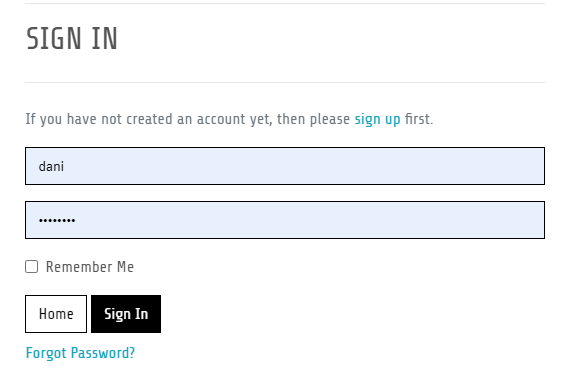 SIGN IN
If you have not created an account yet, then please sign up first.
dani
••••••••
Remember Me
Home Sign In
Forgot Password?